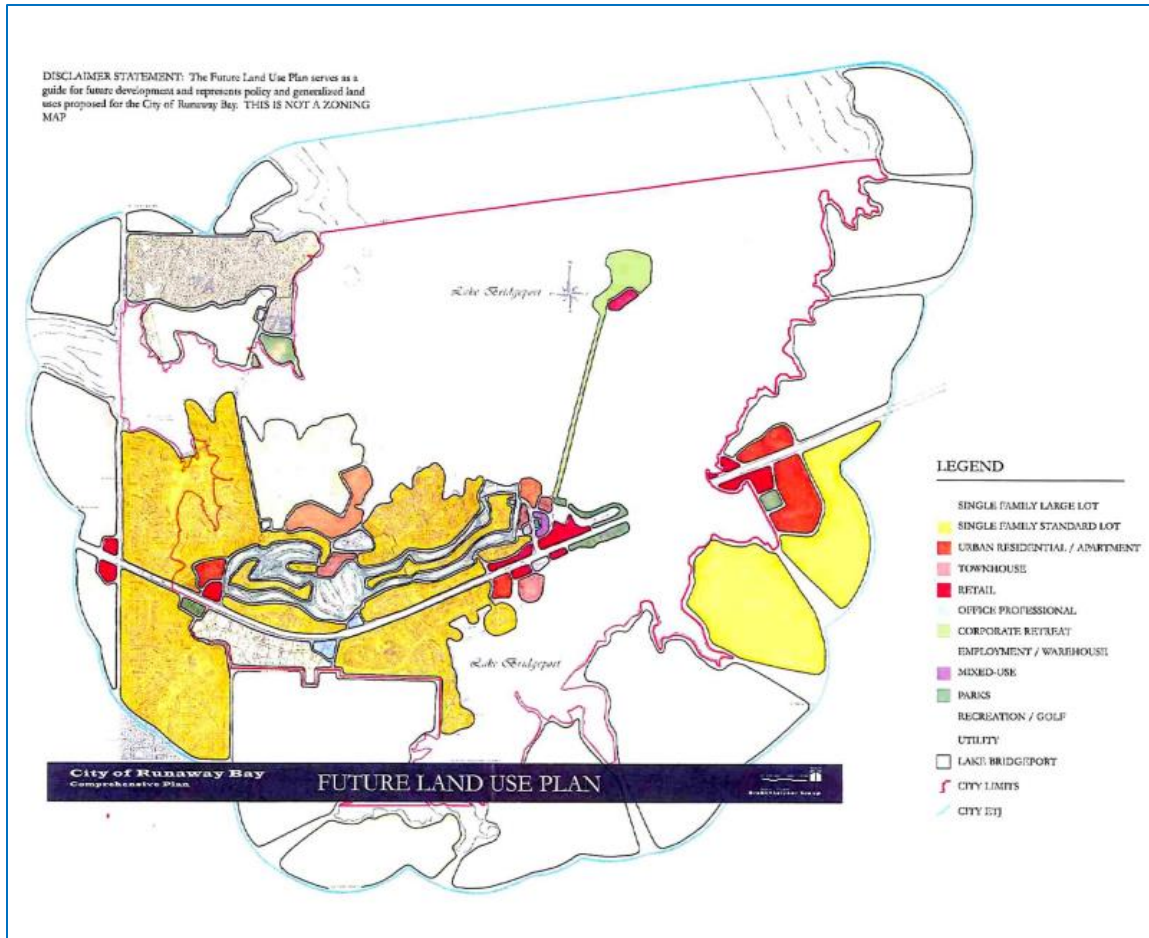 DISCLAIMER STATEMENT: The Future Land Use Plan serves as a
guide for future development and represents policy and generalized land
uses proposed for the City of Runaway Bay. THIS IS NOT A ZONING
MAP
Lake Bridgeport
7A
Lake Bridgeport
LEGEND
SINGLE FAMILY LARGE LOT
SINGLE FAMILY STANDARD LOT
URBAN RESIDENTIAL / APARTMENT
TOWNHOUSE
RETAIL
OFFICE PROFESSIONAL
CORPORATE RETREAT
EMPLOYMENT / WAREHOUSE
MIXED-USE
PARKS
RECREATION / GOLF
UTILITY
LAKE BRIDGEPORT
CITY LIMITS
CITY ETJ
City of Runaway Bay
Comprehensive Plan
FUTURE LAND USE PLAN